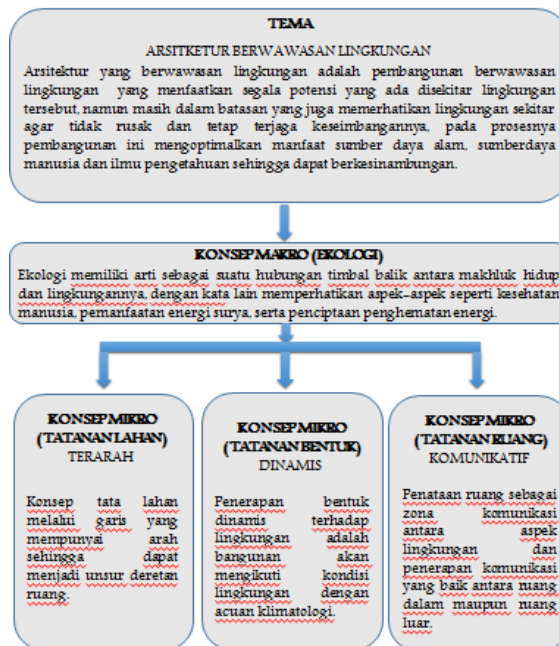 TEMA
ARSITKETUR BERWAWASAN LINGKUNGAN
Arsitektur yang berwawasan lingkungan adalah pembangunan berwawasan
lingkungan yang menfaatkan segala potensi yang ada disekitar lingkungan
tersebut, namun masih dalam batasan yang juga memerhatikan lingkungan sekitar
agar tidak rusak dan tetap terjaga keseimbangannya, pada prosesnya
pembangunan ini mengoptimalkan manfaat sumber daya alam, sumberdaya
manusia dan ilmu pengetahuan sehingga dapat berkesinambungan.
KONSEP MAKRO (EKOLOGI)
Ekologi memiliki arti sebagai suatu hubungan timbal balik antara makhluk hidup
dan lingkungannya, dengan kata lain memperhatikan aspek-aspek seperti kesehatan
manusia, pemanfaatan energi surya, serta penciptaan penghematan energi.
KONSEP MIKRO
(TATANAN LAHAN)
TERARAH
Konsep tata lahan
melalui garis yang
mempunyai arah
sehingga dapat
menjadi unsur deretan
ruang.
KONSEP MIKRO
(TATANAN BENTUK)
DINAMIS
Penerapan bentuk
dinamis terhadap
lingkungan adalah
bangunan akan
mengikuti kondisi
lingkungan dengan
acuan klimatologi.
KONSEP MIKRO
(TATANAN RUANG)
KOMUNIKATIF
Penataan ruang sebagai
zona komunikasi
antara aspek
lingkungan dan
penerapan komunikasi
yang baik antara ruang
dalam maupun ruang
luar.